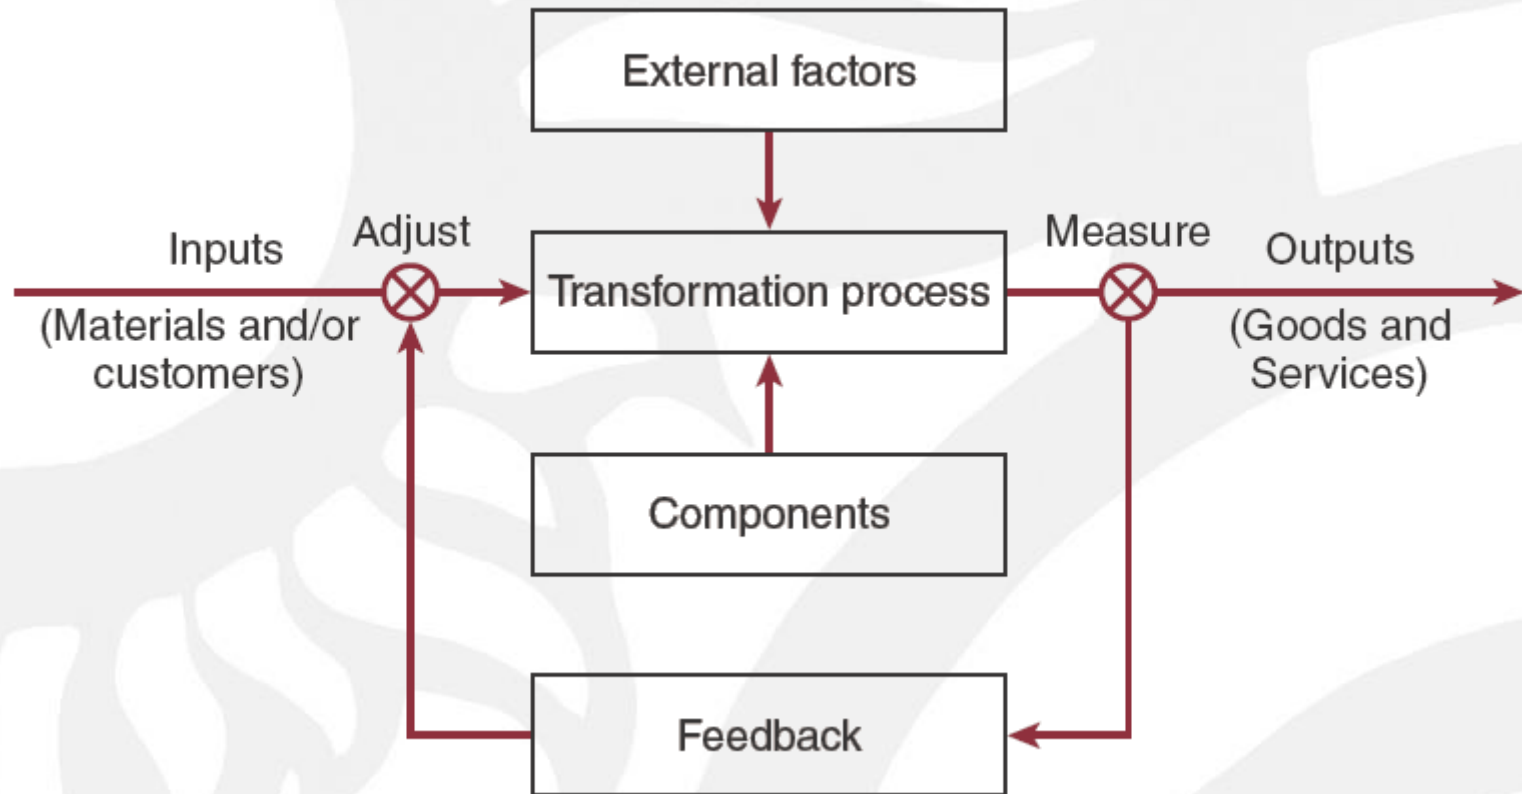 External factors
Inputs
Adjust
Measure
Outputs
(Materials and/or
customers)
Transformation process
(Goods and
Services)
Components
Feedback